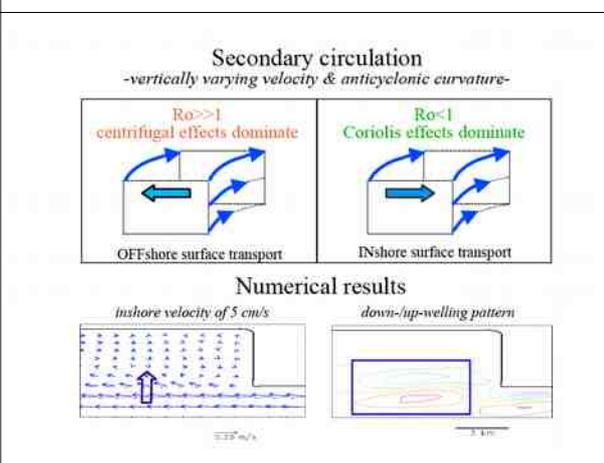 Secondary circulation
-vertically varying velocity & anticyclonic curvature-
Ro>>1
centrifugal effects dominate
OFFshore surface transport
Ro<1
Coriolis effects dominate
INshore surface transport
Numerical results
inshore velocity of 5 cm/s
down-/up-welling pattern
m/s
km